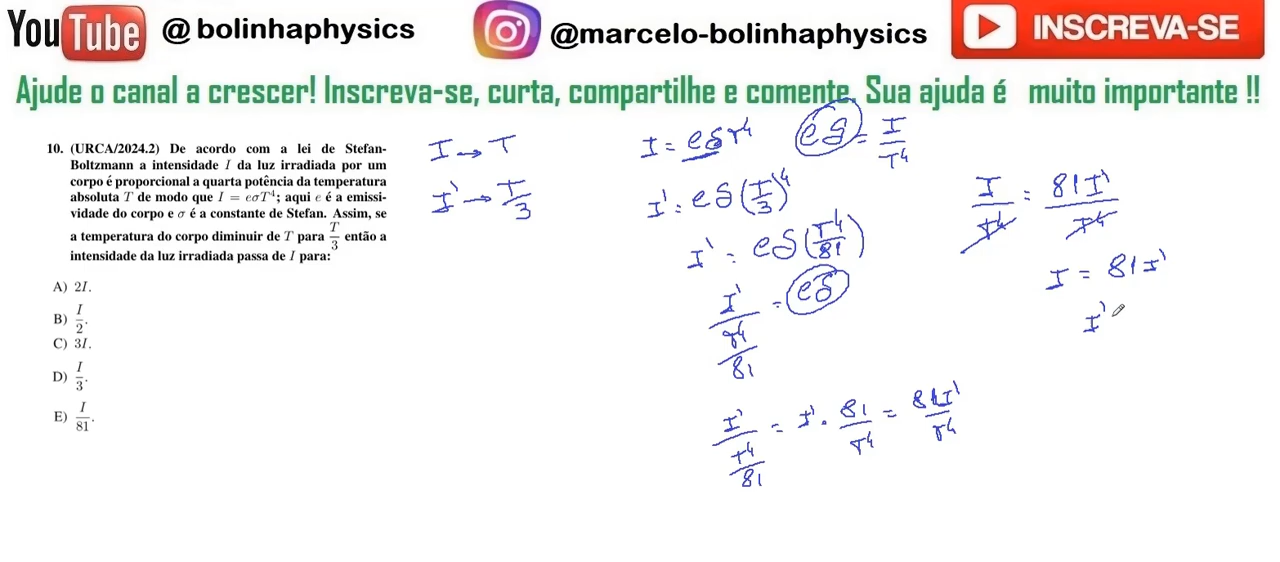 YouTube @bolinhaphysics @marcelo-bolinhaphysics INSCREVA-SE
Ajude o canal a crescer! Inscreva-se, curta, compartilhe e comente. Sua ajuda é muito importante !!
10. (URCA/2024.2) De acordo com a lei de Stefan-
Boltzmann a intensidade I da luz irradiada por um
corpo é proporcional a quarta potência da temperatura
absoluta T de modo que I = eσT⁴; aqui e é a emissi-
vidade do corpo e σ é a constante de Stefan. Assim, se
a temperatura do corpo diminuir de T para T/3 então a
intensidade da luz irradiada passa de I para:
A) 2I.
B) I/2.
C) 3I.
D) I/3.
E) I/81.
I → T
I' → T/3
I = eσT⁴
eσ = I/T⁴
I' = eσ(T/3)⁴
I' = eσ(T⁴/81)
I'/(T⁴/81) = eσ
I'/(T⁴/81) = I' · 81/T⁴ = 81I'/T⁴
I/T⁴ = 81I'/T⁴
I = 81I'
I'